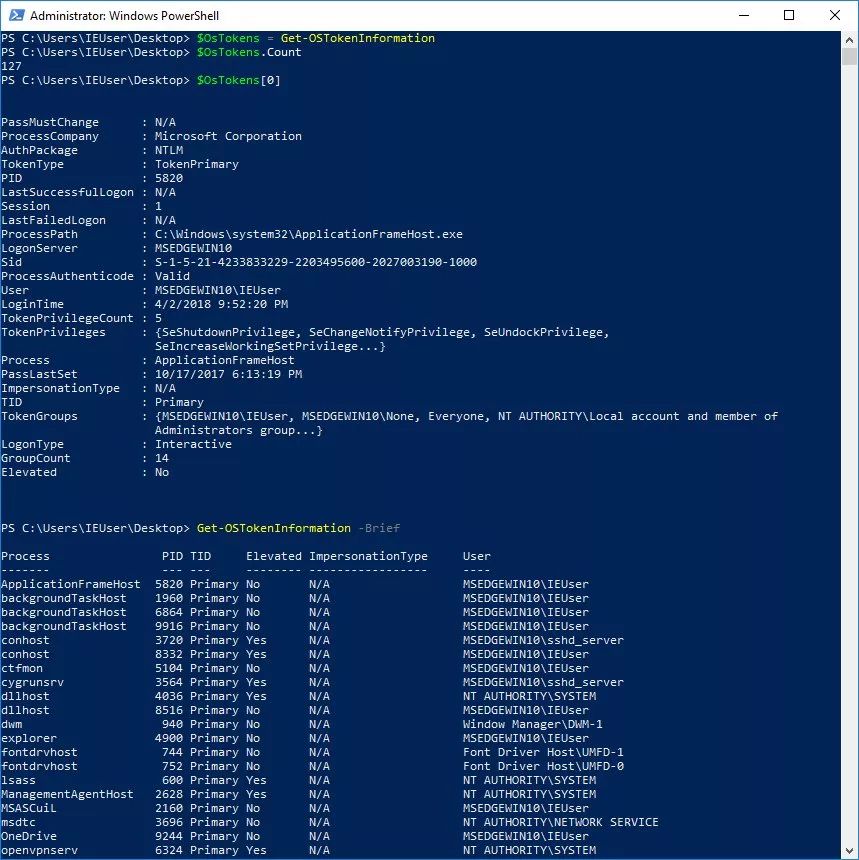 Administrator: Windows PowerShell
PS C:\Users\IEUser\Desktop> $OsTokens = Get-OSTokenInformation
PS C:\Users\IEUser\Desktop> $OsTokens.Count
127
PS C:\Users\IEUser\Desktop> $OsTokens[0]
PassMustChange : N/A
ProcessCompany : Microsoft Corporation
AuthPackage : NTLM
TokenType : TokenPrimary
PID : 5820
LastSuccessfulLogon : N/A
Session : 1
LastFailedLogon : N/A
ProcessPath : C:\Windows\system32\ApplicationFrameHost.exe
LogonServer : MSEDGEWIN10
Sid : S-1-5-21-4233833229-2203495600-2027003190-1000
ProcessAuthenticode : Valid
User : MSEDGEWIN10\IEUser
LoginTime : 4/2/2018 9:52:20 PM
TokenPrivilegeCount : 5
TokenPrivileges : {SeShutdownPrivilege, SeChangeNotifyPrivilege, SeUndockPrivilege,
SeIncreaseWorkingSetPrivilege...}
Process : ApplicationFrameHost
PassLastSet : 10/17/2017 6:13:19 PM
ImpersonationType : N/A
TID : Primary
TokenGroups : {MSEDGEWIN10\IEUser, MSEDGEWIN10\None, Everyone, NT AUTHORITY\Local account and member of
Administrators group...}
LogonType : Interactive
GroupCount : 14
Elevated : No
PS C:\Users\IEUser\Desktop> Get-OSTokenInformation -Brief
Process PID TID Elevated ImpersonationType User
------- --- --- -------- ----------------- ----
ApplicationFrameHost 5820 Primary No N/A MSEDGEWIN10\IEUser
backgroundTaskHost 1960 Primary No N/A MSEDGEWIN10\IEUser
backgroundTaskHost 6864 Primary No N/A MSEDGEWIN10\IEUser
backgroundTaskHost 9916 Primary No N/A MSEDGEWIN10\IEUser
conhost 3720 Primary Yes N/A MSEDGEWIN10\sshd_server
conhost 8332 Primary Yes N/A MSEDGEWIN10\IEUser
ctfmon 5104 Primary No N/A MSEDGEWIN10\IEUser
cygrunsrv 3564 Primary Yes N/A MSEDGEWIN10\sshd_server
dllhost 4036 Primary Yes N/A NT AUTHORITY\SYSTEM
dllhost 8516 Primary No N/A MSEDGEWIN10\IEUser
dwm 940 Primary No N/A Window Manager\DWM-1
explorer 4900 Primary No N/A MSEDGEWIN10\IEUser
fontdrvhost 744 Primary No N/A Font Driver Host\UMFD-1
fontdrvhost 752 Primary No N/A Font Driver Host\UMFD-0
lsass 600 Primary Yes N/A NT AUTHORITY\SYSTEM
ManagementAgentHost 2628 Primary Yes N/A NT AUTHORITY\SYSTEM
MSASCuiL 2160 Primary No N/A MSEDGEWIN10\IEUser
msdtc 3696 Primary No N/A NT AUTHORITY\NETWORK SERVICE
OneDrive 9244 Primary No N/A MSEDGEWIN10\IEUser
openvpnserv 6324 Primary Yes N/A NT AUTHORITY\SYSTEM